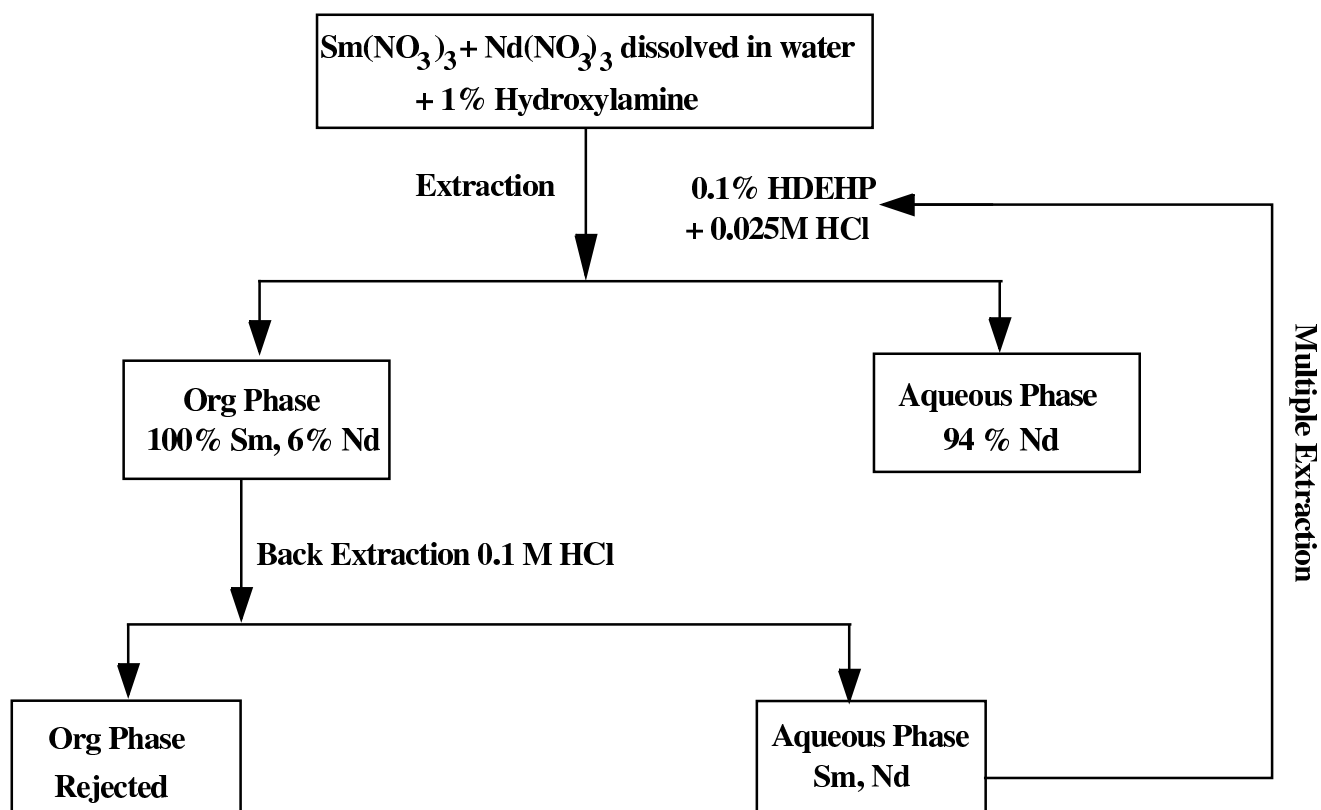 Sm(NO3)3 + Nd(NO3)3 dissolved in water
+ 1% Hydroxylamine
Extraction
0.1% HDEHP
+ 0.025M HCl
Org Phase
100% Sm, 6% Nd
Aqueous Phase
94 % Nd
Multiple Extraction
Back Extraction 0.1 M HCl
Org Phase
Rejected
Aqueous Phase
Sm, Nd